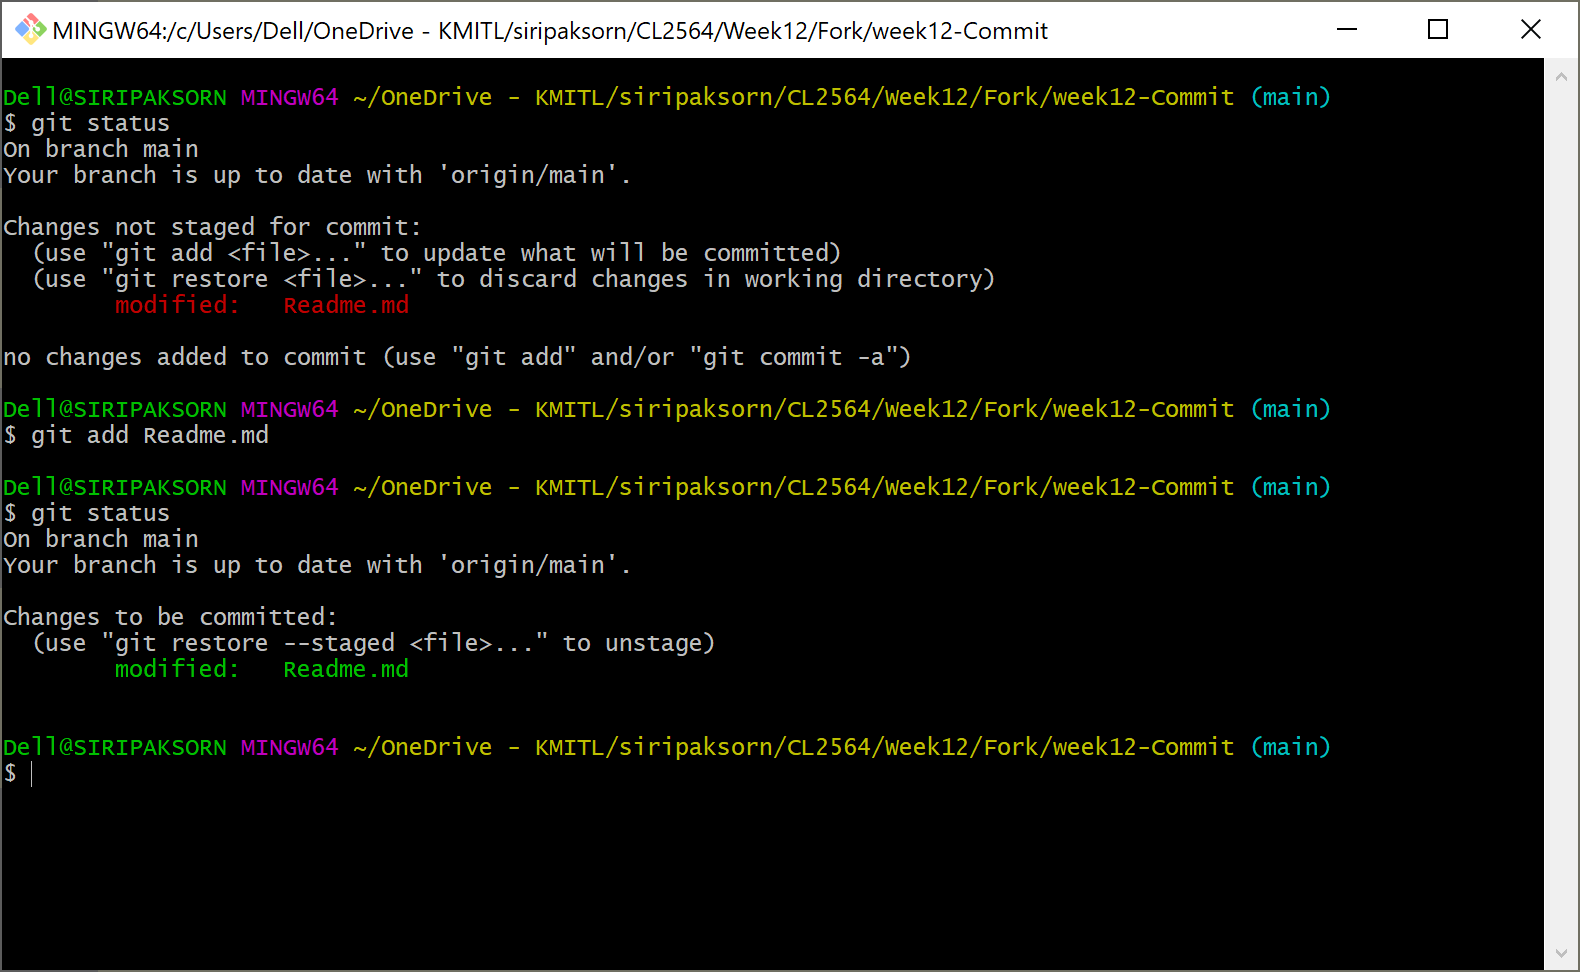 MINGW64:/c/Users/Dell/OneDrive - KMITL/siripaksorn/CL2564/Week12/Fork/week12-Commit
Dell@SIRIPAKSORN MINGW64 ~/OneDrive - KMITL/siripaksorn/CL2564/Week12/Fork/week12-Commit (main)
$ git status
On branch main
Your branch is up to date with 'origin/main'.
Changes not staged for commit:
  (use "git add <file>..." to update what will be committed)
  (use "git restore <file>..." to discard changes in working directory)
        modified:   Readme.md
no changes added to commit (use "git add" and/or "git commit -a")
Dell@SIRIPAKSORN MINGW64 ~/OneDrive - KMITL/siripaksorn/CL2564/Week12/Fork/week12-Commit (main)
$ git add Readme.md
Dell@SIRIPAKSORN MINGW64 ~/OneDrive - KMITL/siripaksorn/CL2564/Week12/Fork/week12-Commit (main)
$ git status
On branch main
Your branch is up to date with 'origin/main'.
Changes to be committed:
  (use "git restore --staged <file>..." to unstage)
        modified:   Readme.md
Dell@SIRIPAKSORN MINGW64 ~/OneDrive - KMITL/siripaksorn/CL2564/Week12/Fork/week12-Commit (main)
$